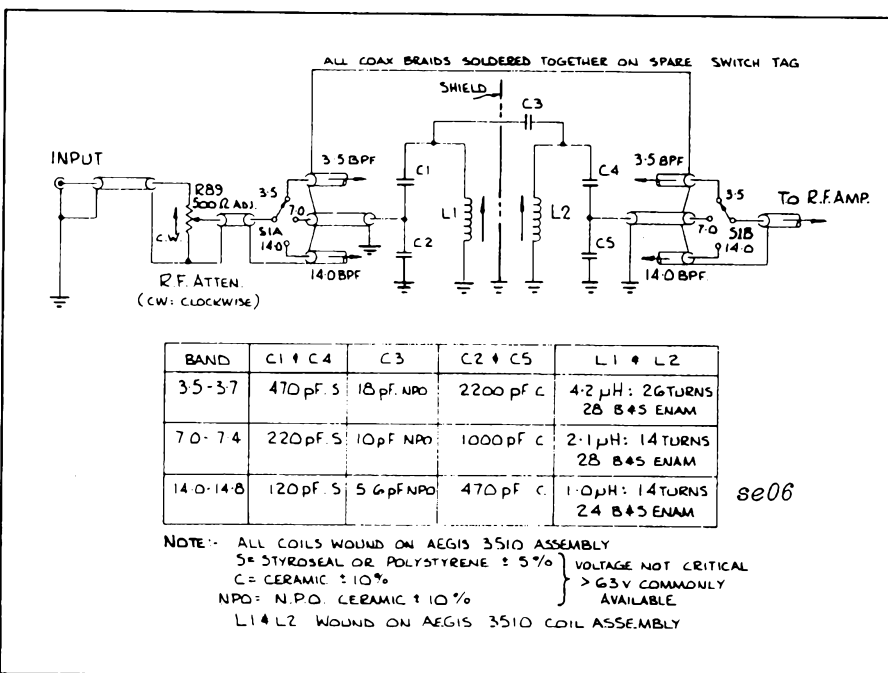 ALL COAX BRAIDS SOLDERED TOGETHER ON SPARE SWITCH TAG
SHIELD
C3
INPUT
3.5 BPF
C1
C4
3.5 BPF
R89
500Ω ADJ.
3.5
7.0
S1A
14.0
C.W.
L1
L2
3.5
7.0
S1B
14.0
TO R.F. AMP.
C2
C5
14.0 BPF
14.0 BPF.
R.F. ATTEN.
(CW: CLOCKWISE)
BAND C1 & C4 C3 C2 & C5 L1 & L2
3.5-3.7 470 pF. S 18 pF. NPO 2200 pF C 4.2 µH: 26 TURNS
28 B&S ENAM
7.0-7.4 220 pF. S 10 pF NPO 1000 pF C 2.1 µH: 14 TURNS
28 B&S ENAM
14.0-14.8 120 pF. S 5 6 pF NPO 470 pF C. 1.0 µH: 14 TURNS
24 B&S ENAM
se06
NOTE:- ALL COILS WOUND ON AEGIS 3510 ASSEMBLY
S= STYROSEAL OR POLYSTYRENE ± 5%
C= CERAMIC ± 10%
NPO= N.P.O. CERAMIC ± 10%
VOLTAGE NOT CRITICAL
> 63V COMMONLY
AVAILABLE
L1 & L2 WOUND ON AEGIS 3510 COIL ASSEMBLY